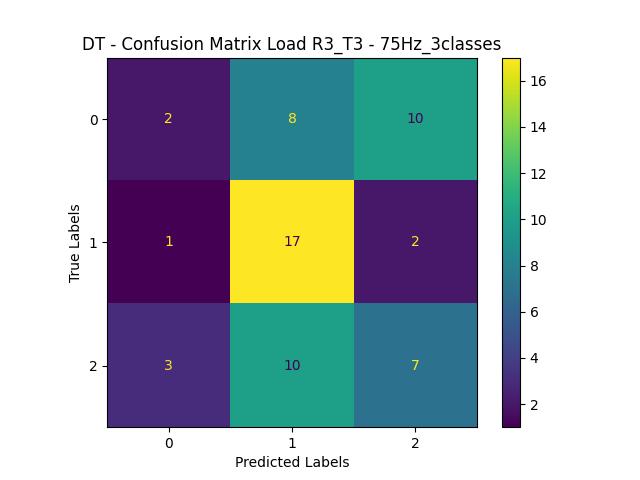 DT - Confusion Matrix Load R3_T3 - 75Hz_3classes
True Labels
0
1
2
2 8 10
1 17 2
3 10 7
0 1 2
Predicted Labels
16
14
12
10
8
6
4
2